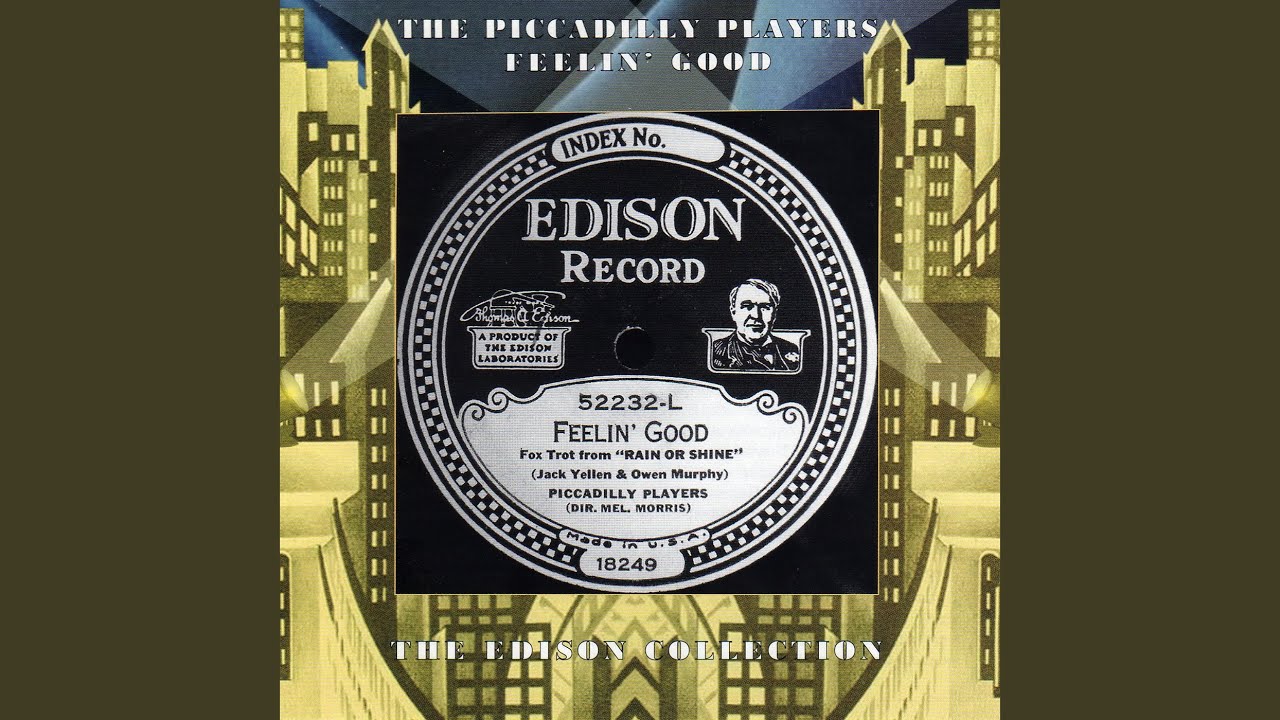 THE PICCADILLY PLAYERS
FEELIN' GOOD
INDEX No.
EDISON
RECORD
Thomas A Edison
A PRODUCT OF
THE EDISON
LABORATORIES
52232-L
FEELIN' GOOD
Fox Trot from "RAIN OR SHINE"
(Jack Yellen & Owen Murphy)
PICCADILLY PLAYERS
(DIR. MEL. MORRIS)
Made in U.S.A.
18249
THE EDISON COLLECTION